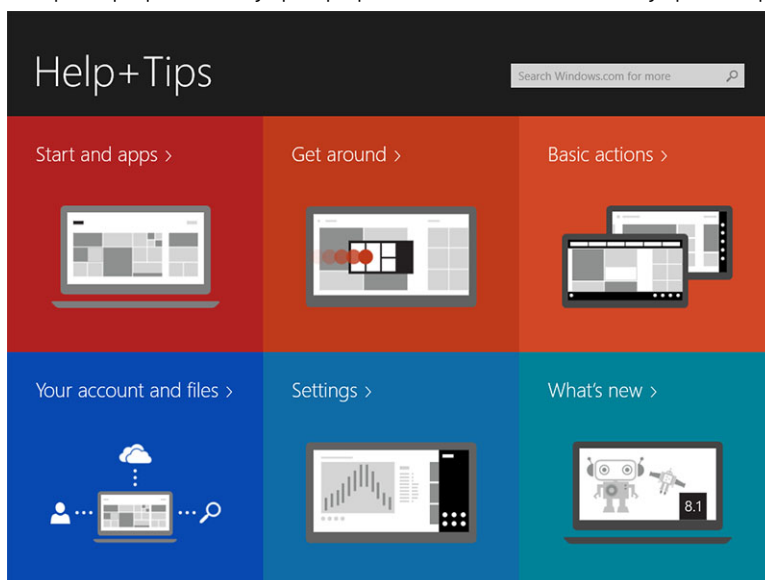 Help+Tips
Search Windows.com for more
Start and apps >
Get around >
Basic actions >
Your account and files >
Settings >
What's new >
8.1